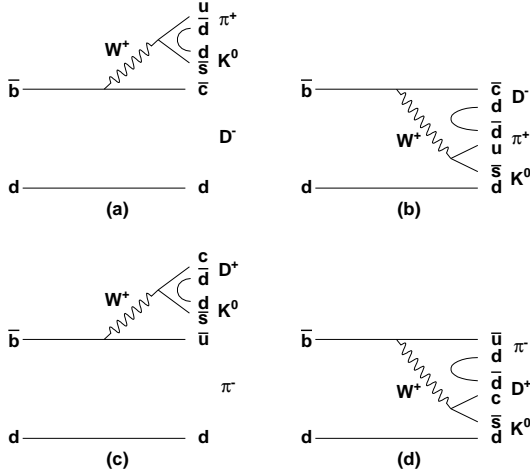 u π⁺
d̅
W⁺ d K⁰
s̅
b̅ c̅
D⁻
d d
(a)
b̅ c̅ D⁻
d
d̅ π⁺
W⁺ u
s̅ K⁰
d d
(b)
c D⁺
d̅
W⁺ d K⁰
s̅
b̅ u̅
π⁻
d d
(c)
b̅ u̅ π⁻
d
d̅ D⁺
W⁺ c
s̅ K⁰
d d
(d)